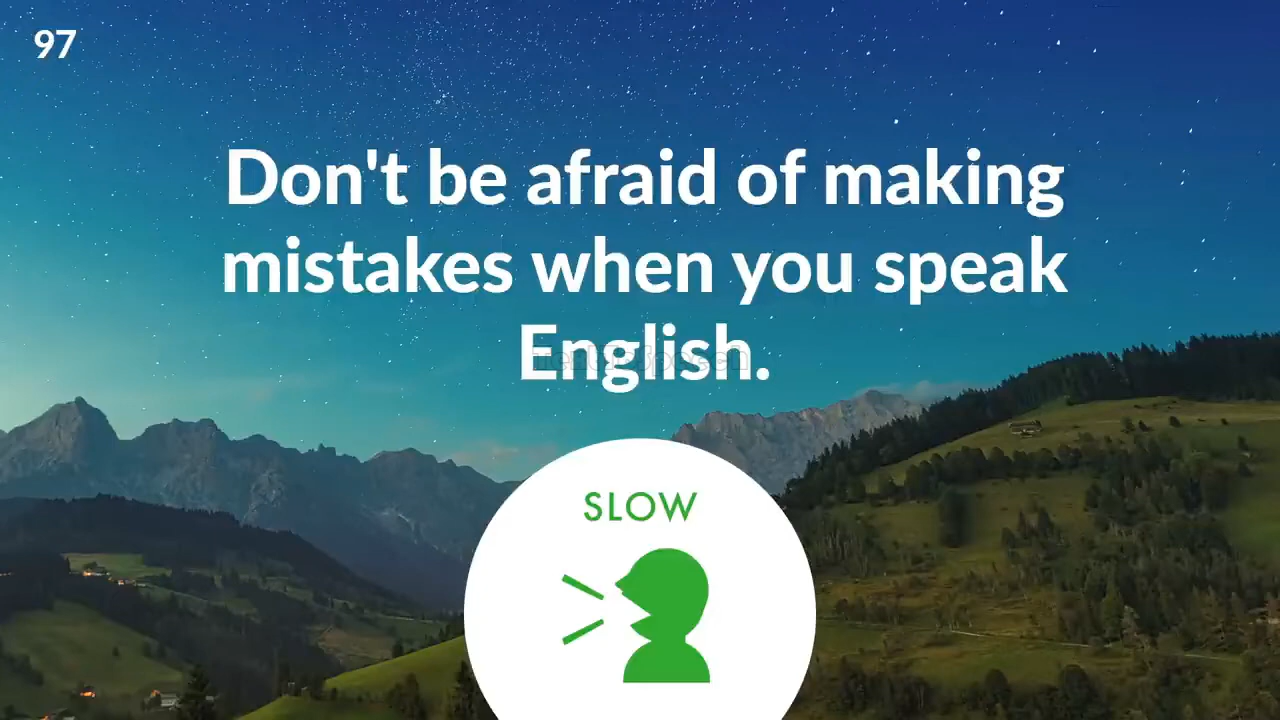 97
Don't be afraid of making
mistakes when you speak
English.
SLOW